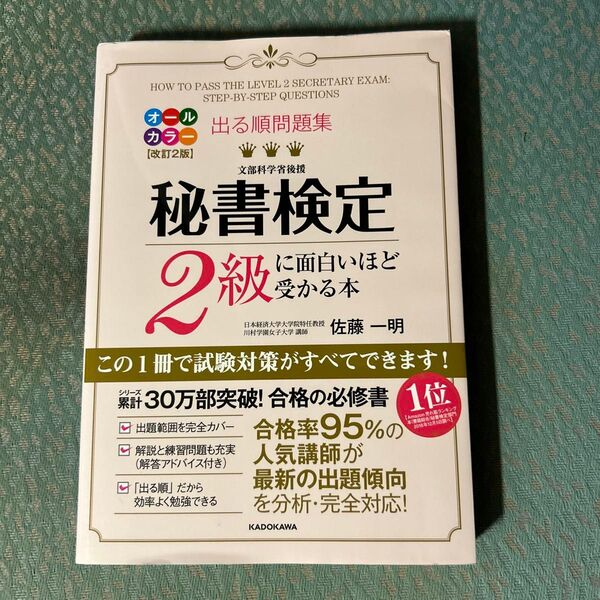 HOW TO PASS THE LEVEL 2 SECRETARY EXAM:
STEP-BY-STEP QUESTIONS
オール
カラー
[改訂2版]
出る順問題集
文部科学省後援
秘書検定
2級に面白いほど
受かる本
日本経済大学大学院特任教授
川村学園女子大学 講師
佐藤 一明
この1冊で試験対策がすべてできます!
シリーズ
累計30万部突破! 合格の必修書
出題範囲を完全カバー
解説と練習問題も充実
(解答アドバイス付き)
「出る順」だから
効率よく勉強できる
1位
合格率95%の
人気講師が
最新の出題傾向
を分析・完全対応!
KADOKAWA